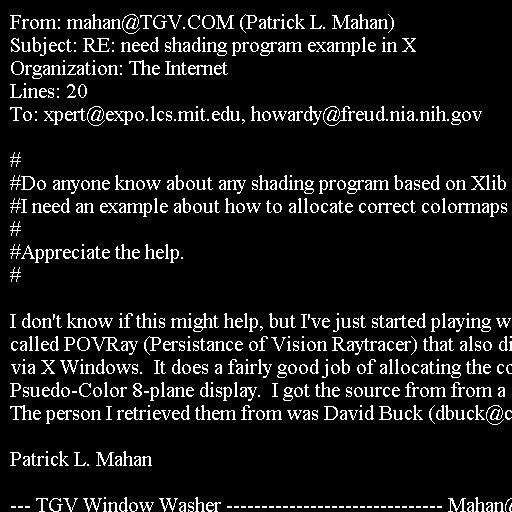 From: mahan@TGV.COM (Patrick L. Mahan)
Subject: RE: need shading program example in X
Organization: The Internet
Lines: 20
To: xpert@expo.lcs.mit.edu, howardy@freud.nia.nih.gov
#
#Do anyone know about any shading program based on Xlib
#I need an example about how to allocate correct colormaps
#
#Appreciate the help.
#
I don't know if this might help, but I've just started playing w
called POVRay (Persistance of Vision Raytracer) that also di
via X Windows.  It does a fairly good job of allocating the co
Psuedo-Color 8-plane display.  I got the source from from a
The person I retrieved them from was David Buck (dbuck@c
Patrick L. Mahan
--- TGV Window Washer ------------------------------- Mahan@